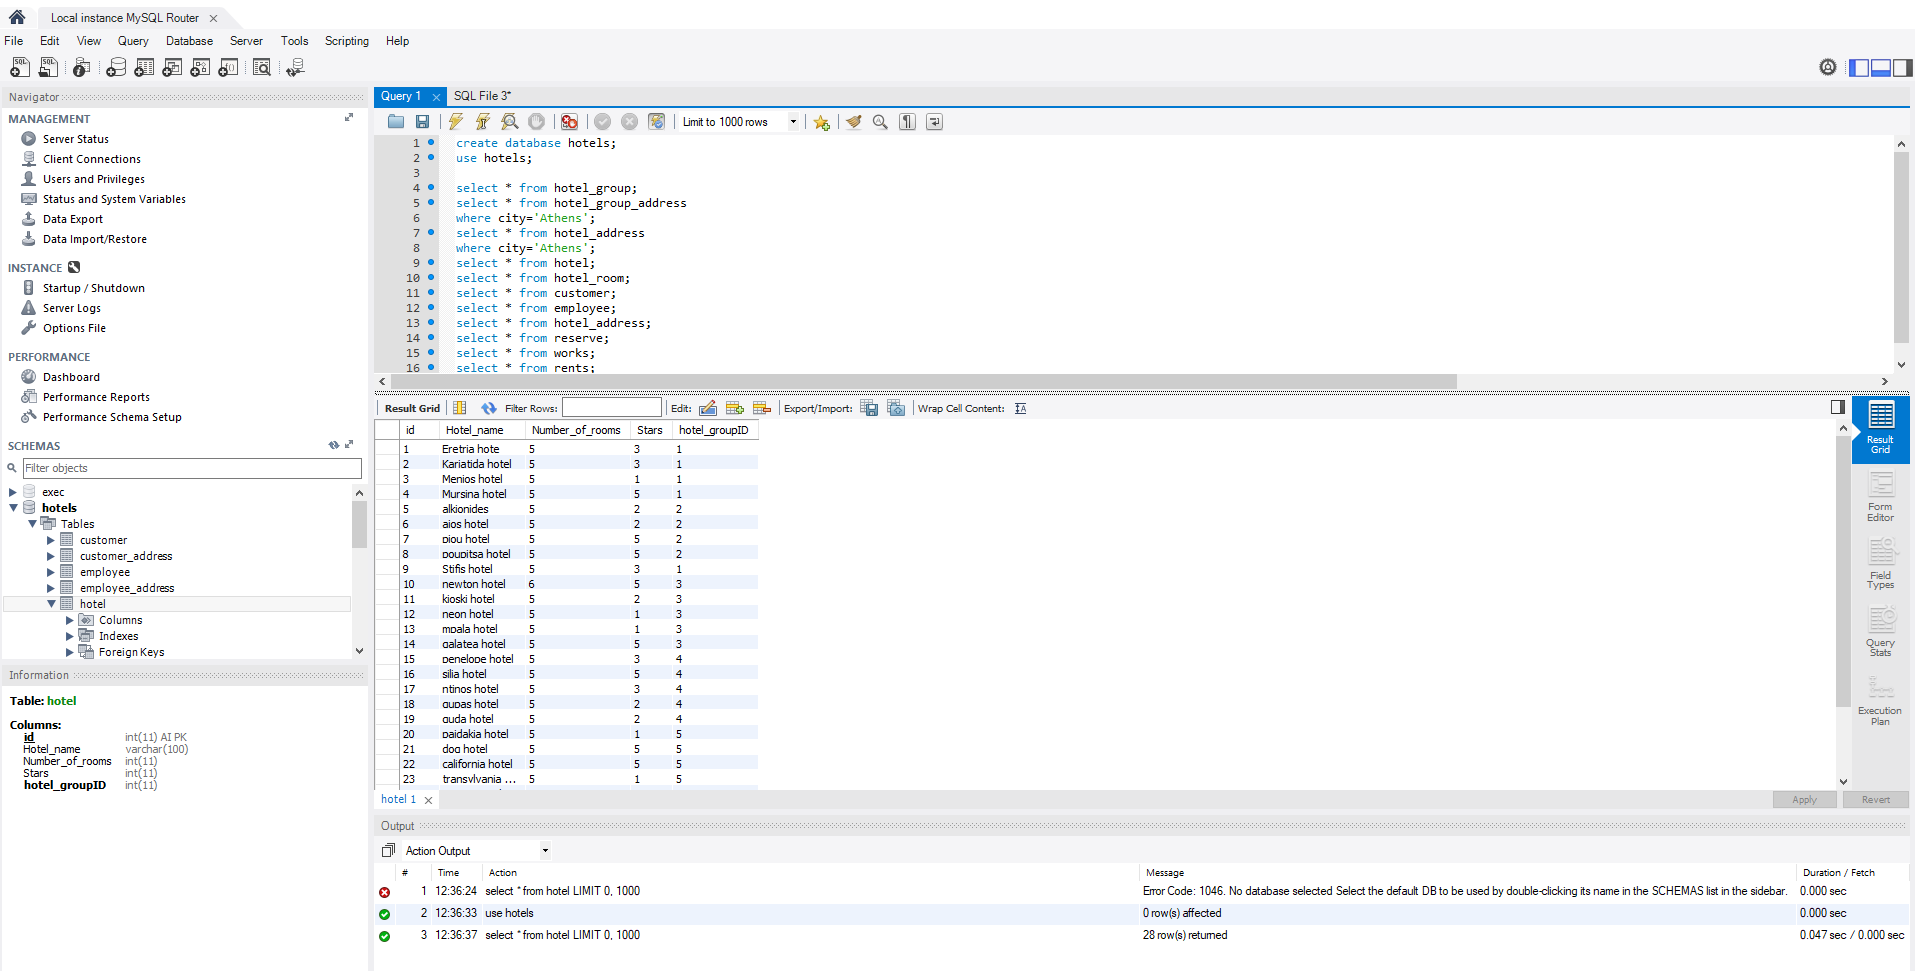 Local instance MySQL Router
File Edit View Query Database Server Tools Scripting Help
Navigator
MANAGEMENT
Server Status
Client Connections
Users and Privileges
Status and System Variables
Data Export
Data Import/Restore
INSTANCE
Startup / Shutdown
Server Logs
Options File
PERFORMANCE
Dashboard
Performance Reports
Performance Schema Setup
SCHEMAS
Filter objects
exec
hotels
Tables
customer
customer_address
employee
employee_address
hotel
Columns
Indexes
Foreign Keys
Information
Table: hotel
Columns:
id int(11) AI PK
Hotel_name varchar(100)
Number_of_rooms int(11)
Stars int(11)
hotel_groupID int(11)
Query 1 SQL File 3*
Limit to 1000 rows
1 create database hotels;
2 use hotels;
3
4 select * from hotel_group;
5 select * from hotel_group_address
6 where city='Athens';
7 select * from hotel_address
8 where city='Athens';
9 select * from hotel;
10 select * from hotel_room;
11 select * from customer;
12 select * from employee;
13 select * from hotel_address;
14 select * from reserve;
15 select * from works;
16 select * from rents;
Result Grid Filter Rows: Edit: Export/Import: Wrap Cell Content:
id Hotel_name Number_of_rooms Stars hotel_groupID
1 Eretria hote 5 3 1
2 Kariatida hotel 5 3 1
3 Menios hotel 5 1 1
4 Mursina hotel 5 5 1
5 alkionides 5 2 2
6 aios hotel 5 2 2
7 piou hotel 5 5 2
8 poupitsa hotel 5 5 2
9 Stifis hotel 5 3 1
10 newton hotel 6 5 3
11 kioski hotel 5 2 3
12 neon hotel 5 1 3
13 mpala hotel 5 1 3
14 galatea hotel 5 5 3
15 penelope hotel 5 3 4
16 silia hotel 5 5 4
17 ntinos hotel 5 3 4
18 gupas hotel 5 2 4
19 guda hotel 5 2 4
20 paidakia hotel 5 1 5
21 dog hotel 5 5 5
22 california hotel 5 5 5
23 transylvania ... 5 1 5
Result Grid
Form Editor
Field Types
Query Stats
Execution Plan
hotel 1
Apply Revert
Output
Action Output
# Time Action Message Duration / Fetch
1 12:36:24 select * from hotel LIMIT 0, 1000 Error Code: 1046. No database selected Select the default DB to be used by double-clicking its name in the SCHEMAS list in the sidebar. 0.000 sec
2 12:36:33 use hotels 0 row(s) affected 0.000 sec
3 12:36:37 select * from hotel LIMIT 0, 1000 28 row(s) returned 0.047 sec / 0.000 sec